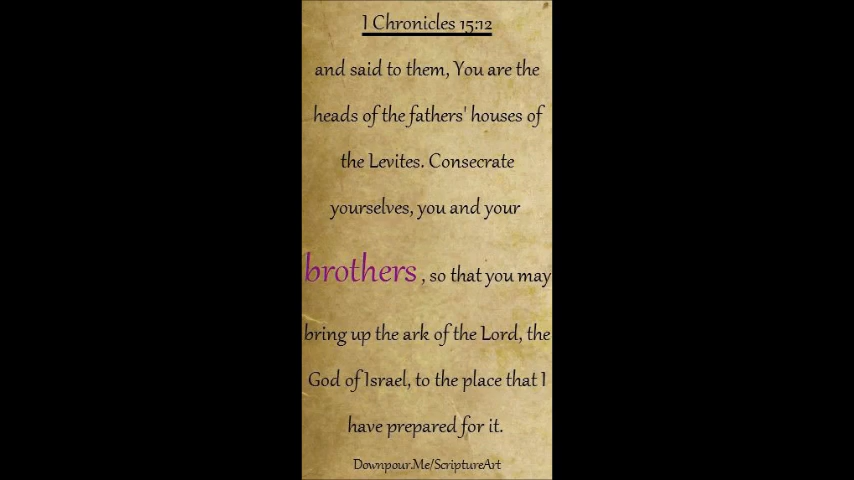 I Chronicles 15:12
and said to them, You are the
heads of the fathers' houses of
the Levites. Consecrate
yourselves, you and your
brothers , so that you may
bring up the ark of the Lord, the
God of Israel, to the place that I
have prepared for it.
Downpour.Me/ScriptureArt